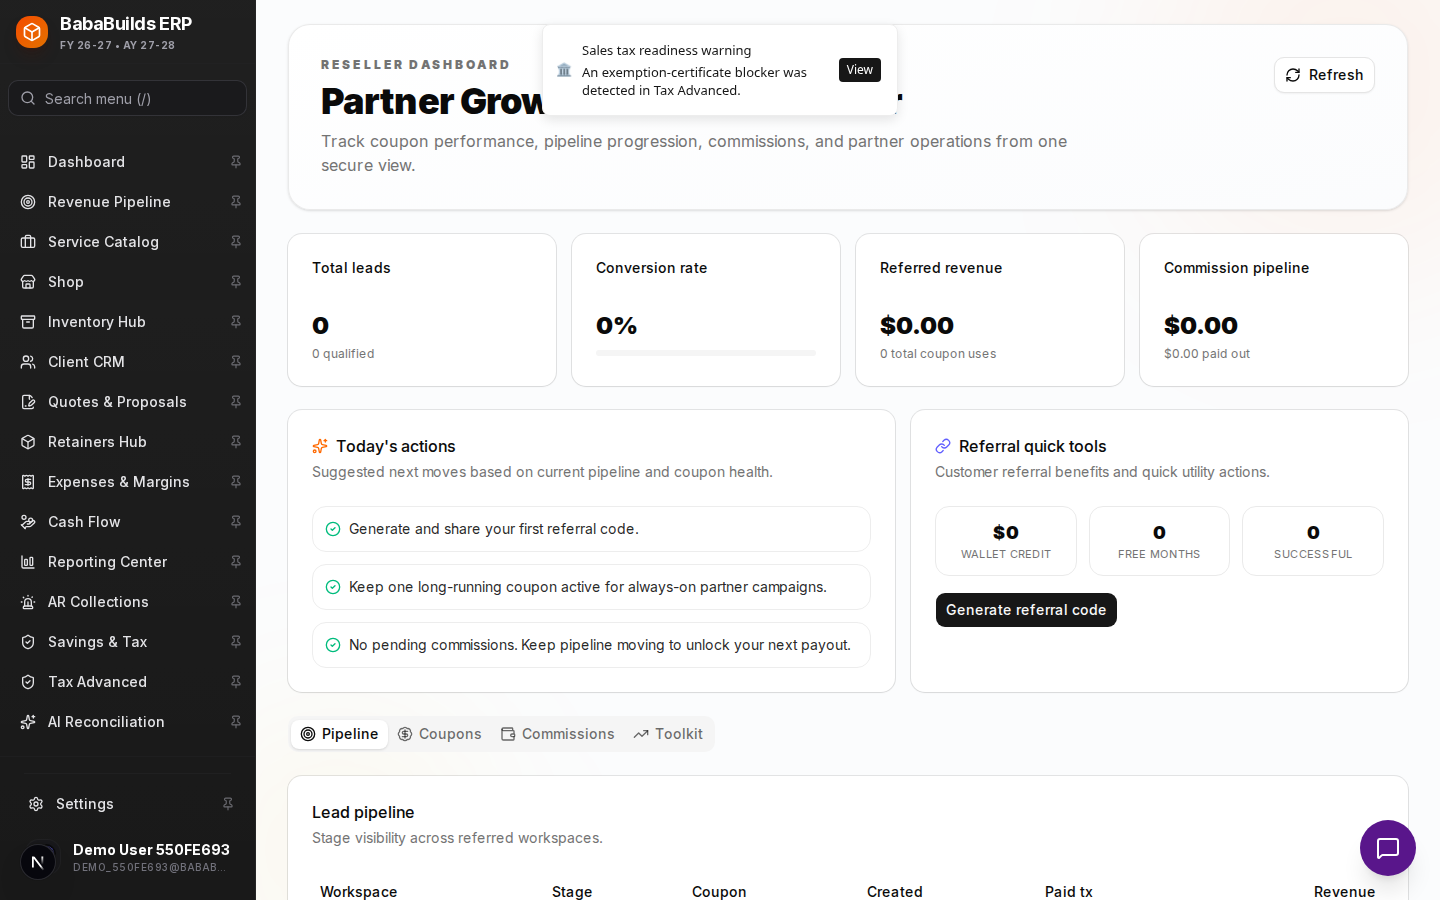 BabaBuilds ERP
FY 26-27 • AY 27-28
Search menu (/)
Dashboard
Revenue Pipeline
Service Catalog
Shop
Inventory Hub
Client CRM
Quotes & Proposals
Retainers Hub
Expenses & Margins
Cash Flow
Reporting Center
AR Collections
Savings & Tax
Tax Advanced
AI Reconciliation
Settings
Demo User 550FE693
DEMO_550FE693@BABAB...
RESELLER DASHBOARD
Partner Grow
Track coupon performance, pipeline progression, commissions, and partner operations from one
secure view.
Refresh
Sales tax readiness warning
An exemption-certificate blocker was
detected in Tax Advanced.
View
Total leads
0
0 qualified
Conversion rate
0%
Referred revenue
$0.00
0 total coupon uses
Commission pipeline
$0.00
$0.00 paid out
Today's actions
Suggested next moves based on current pipeline and coupon health.
Generate and share your first referral code.
Keep one long-running coupon active for always-on partner campaigns.
No pending commissions. Keep pipeline moving to unlock your next payout.
Referral quick tools
Customer referral benefits and quick utility actions.
$0
WALLET CREDIT
0
FREE MONTHS
0
SUCCESSFUL
Generate referral code
Pipeline
Coupons
Commissions
Toolkit
Lead pipeline
Stage visibility across referred workspaces.
Workspace
Stage
Coupon
Created
Paid tx
Revenue